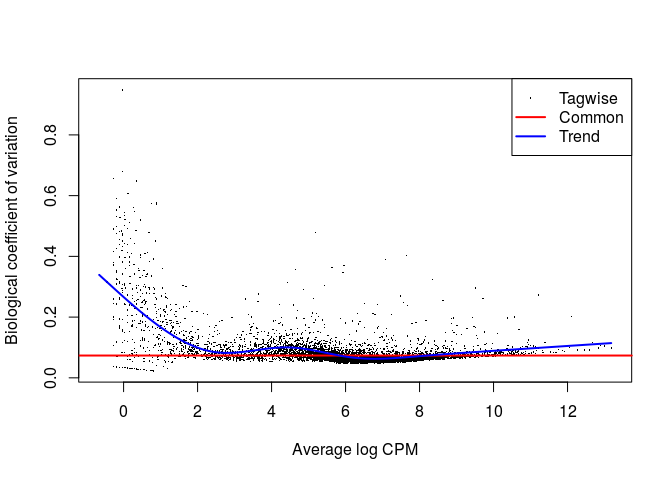 Tagwise
Common
Trend
Biological coefficient of variation
0.8
0.6
0.4
0.2
0.0
0 2 4 6 8 10 12
Average log CPM